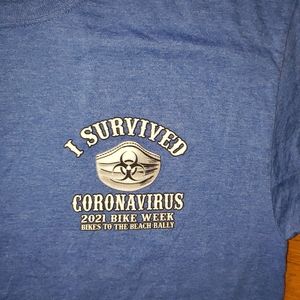 I SURVIVED
CORONAVIRUS
2021 BIKE WEEK
BIKES TO THE BEACH RALLY